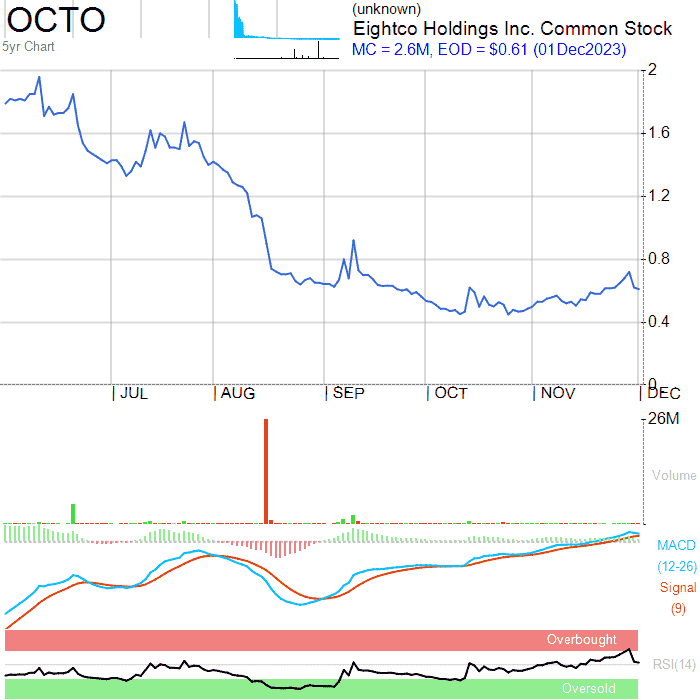 OCTO
5yr Chart
(unknown)
Eightco Holdings Inc. Common Stock
MC = 2.6M, EOD = $0.61 (01Dec2023)
2
1.6
1.2
0.8
0.4
0
JUL AUG SEP OCT NOV DEC
26M
Volume
MACD
(12-26)
Signal
(9)
Overbought
RSI(14)
Oversold